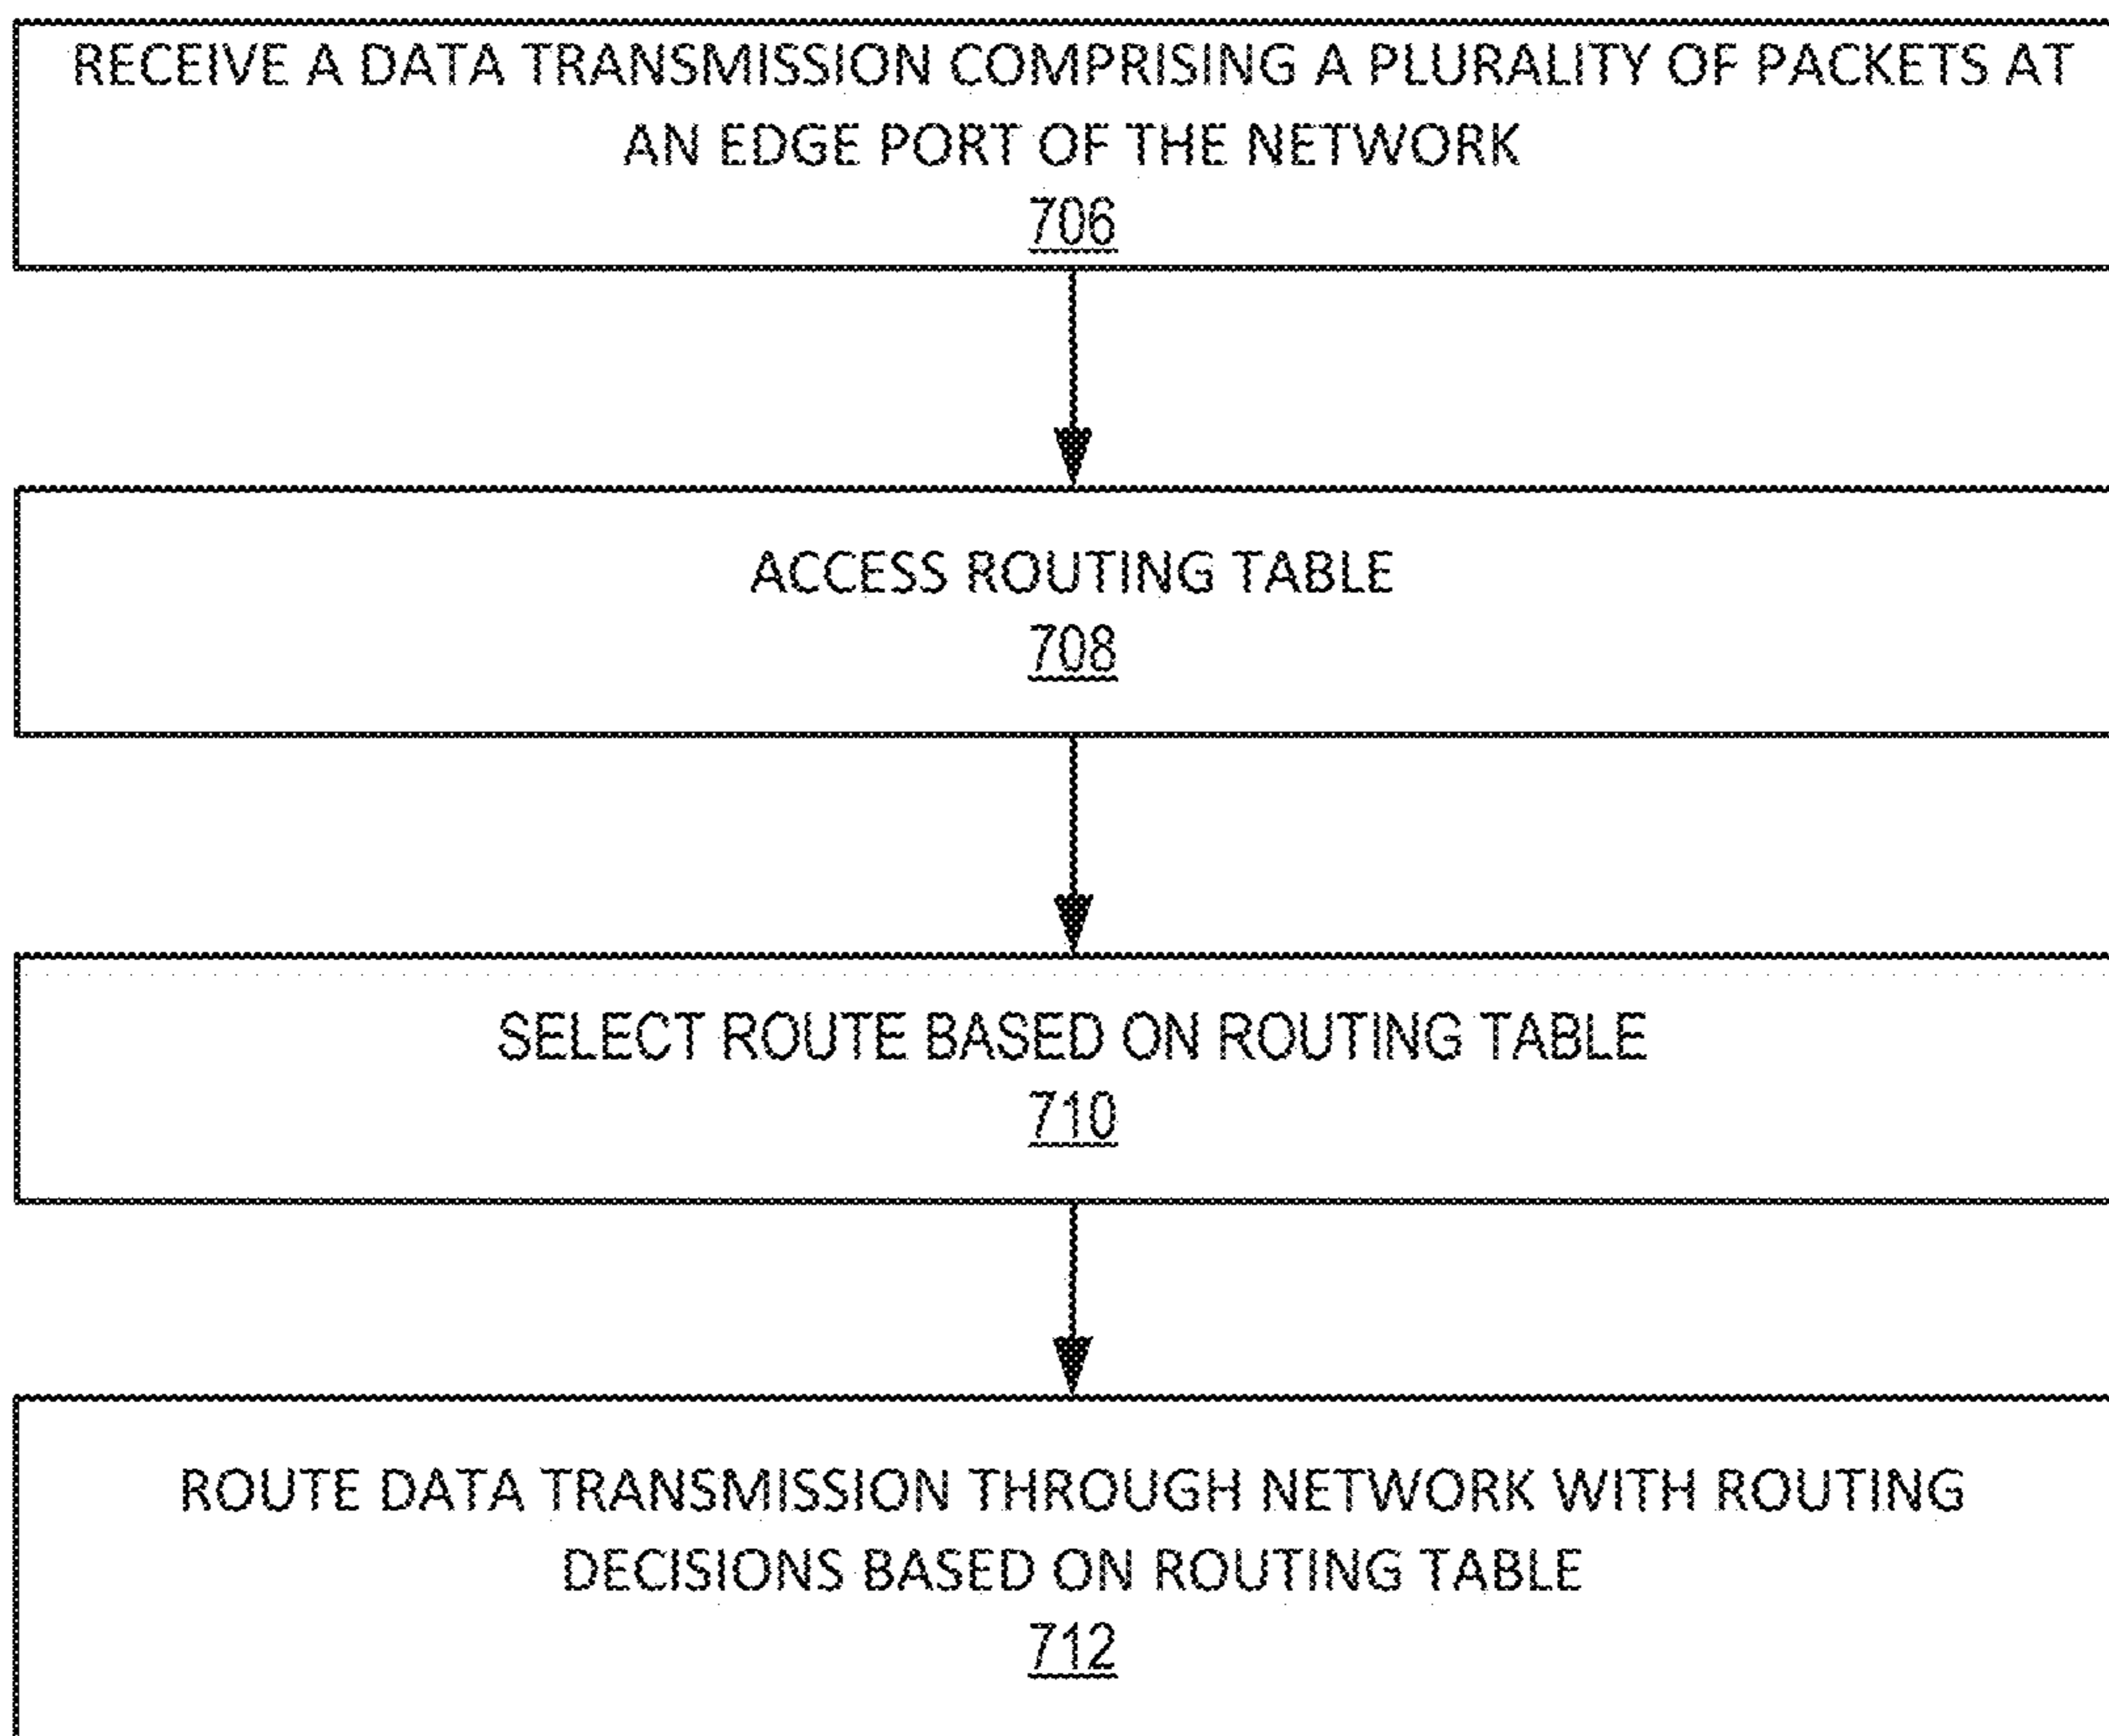 RECEIVE A DATA TRANSMISSION COMPRISING A PLURALITY OF PACKETS AT
AN EDGE PORT OF THE NETWORK
706
ACCESS ROUTING TABLE
708
SELECT ROUTE BASED ON ROUTING TABLE
710
ROUTE DATA TRANSMISSION THROUGH NETWORK WITH ROUTING
DECISIONS BASED ON ROUTING TABLE
712